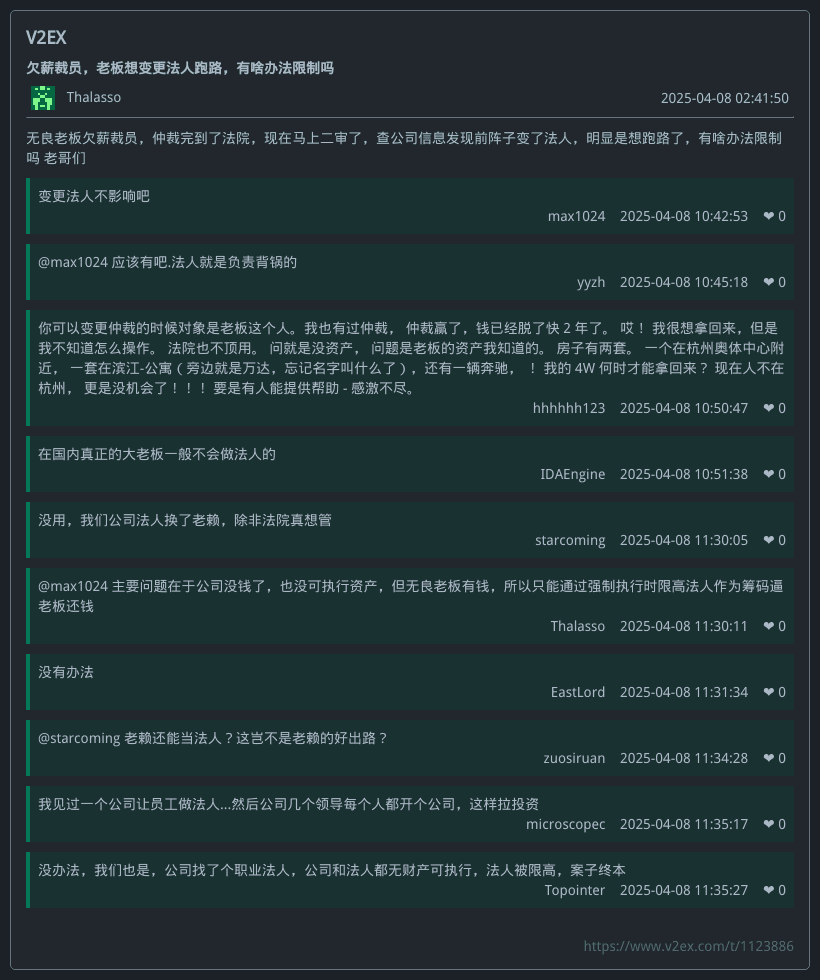 V2EX
欠薪裁员，老板想变更法人跑路，有啥办法限制吗
Thalasso
2025-04-08 02:41:50
无良老板欠薪裁员，仲裁完到了法院，现在马上二审了，查公司信息发现前阵子变了法人，明显是想跑路了，有啥办法限制
吗 老哥们
变更法人不影响吧
max1024 2025-04-08 10:42:53 ❤ 0
@max1024 应该有吧.法人就是负责背锅的
yyzh 2025-04-08 10:45:18 ❤ 0
你可以变更仲裁的时候对象是老板这个人。我也有过仲裁， 仲裁赢了，钱已经脱了快 2 年了。 哎！ 我很想拿回来，但是
我不知道怎么操作。 法院也不顶用。 问就是没资产， 问题是老板的资产我知道的。 房子有两套。 一个在杭州奥体中心附
近， 一套在滨江-公寓（旁边就是万达，忘记名字叫什么了），还有一辆奔驰， ！ 我的 4W 何时才能拿回来？ 现在人不在
杭州， 更是没机会了！！！ 要是有人能提供帮助 - 感激不尽。
hhhhhh123 2025-04-08 10:50:47 ❤ 0
在国内真正的大老板一般不会做法人的
IDAEngine 2025-04-08 10:51:38 ❤ 0
没用，我们公司法人换了老赖，除非法院真想管
starcoming 2025-04-08 11:30:05 ❤ 0
@max1024 主要问题在于公司没钱了，也没可执行资产，但无良老板有钱，所以只能通过强制执行时限高法人作为筹码逼
老板还钱
Thalasso 2025-04-08 11:30:11 ❤ 0
没有办法
EastLord 2025-04-08 11:31:34 ❤ 0
@starcoming 老赖还能当法人？这岂不是老赖的好出路？
zuosiruan 2025-04-08 11:34:28 ❤ 0
我见过一个公司让员工做法人...然后公司几个领导每个人都开个公司，这样拉投资
microscopec 2025-04-08 11:35:17 ❤ 0
没办法，我们也是，公司找了个职业法人，公司和法人都无财产可执行，法人被限高，案子终本
Topointer 2025-04-08 11:35:27 ❤ 0
https://www.v2ex.com/t/1123886